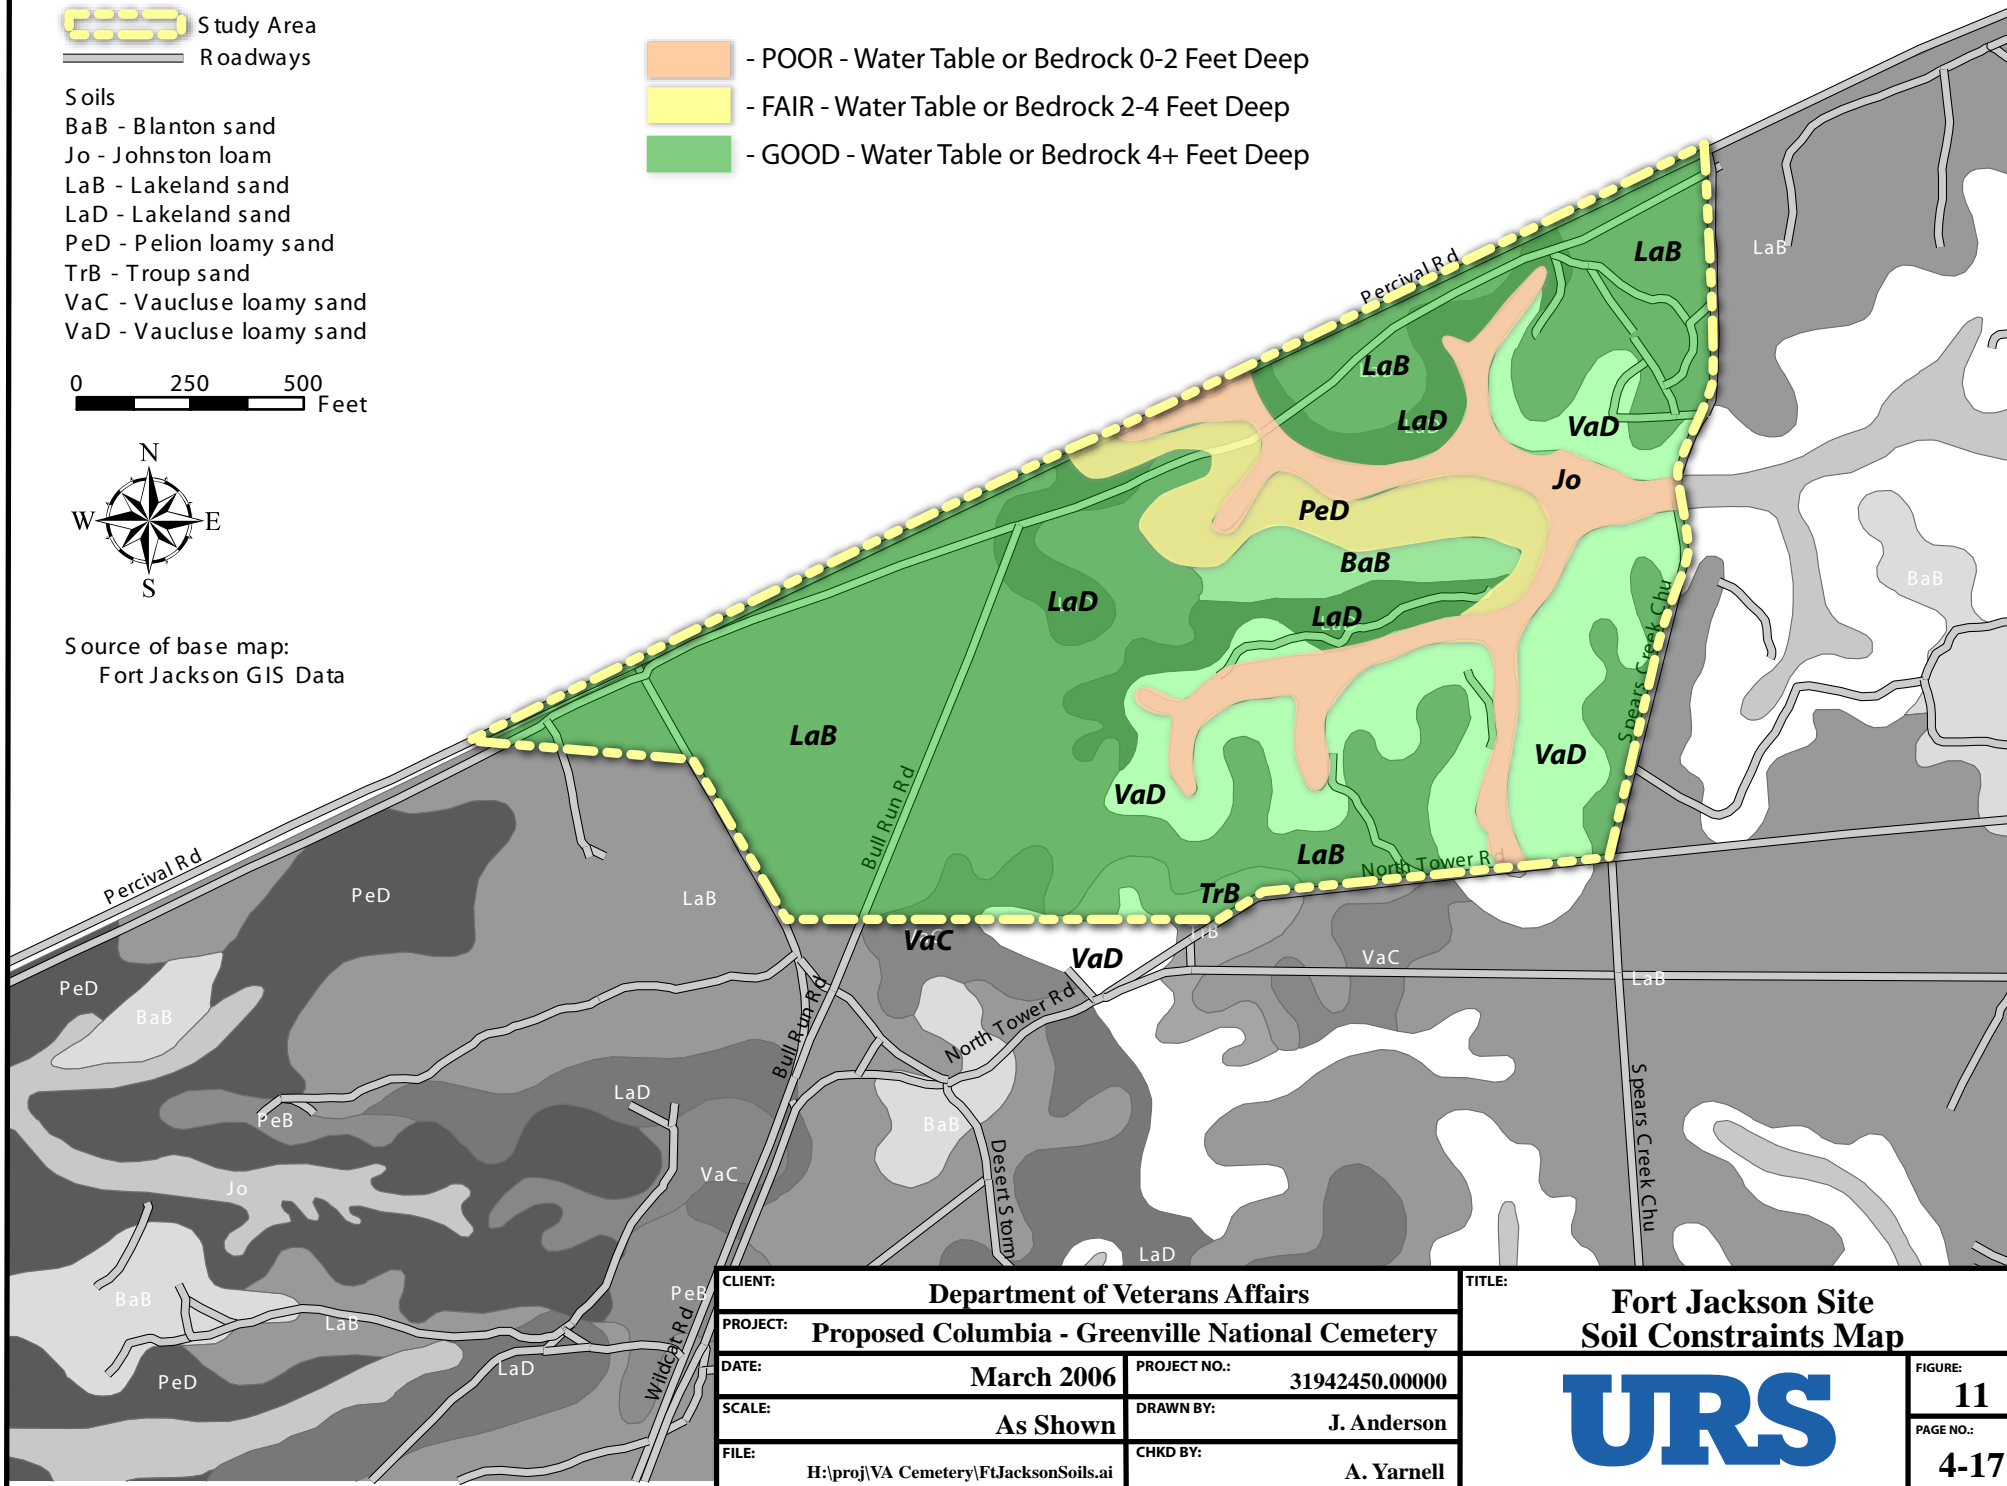 Study Area
Roadways
Soils
BaB - Blanton sand
Jo - Johnston loam
LaB - Lakeland sand
LaD - Lakeland sand
PeD - Pelion loamy sand
TrB - Troup sand
VaC - Vaucluse loamy sand
VaD - Vaucluse loamy sand
0 250 500
Feet
N
W E
S
Source of base map:
Fort Jackson GIS Data
- POOR - Water Table or Bedrock 0-2 Feet Deep
- FAIR - Water Table or Bedrock 2-4 Feet Deep
- GOOD - Water Table or Bedrock 4+ Feet Deep
Percival Rd
LaB
LaB
LaB
LaD
VaD
Jo
PeD
BaB
BaB
LaD
LaD
Spears Creek Chu
LaB
VaD
VaD
Bull Run Rd
LaB
North Tower Rd
TrB
Percival Rd
PeD
LaB
VaC
VaD
TrB
VaC
LaB
PeD
BaB
Bull Run Rd
North Tower Rd
LaD
PeB
BaB
Spears Creek Chu
VaC
Jo
Desert Storm
LaD
BaB
PeB
LaB
Wildcat Rd
LaD
PeD
CLIENT:
Department of Veterans Affairs
PROJECT:
Proposed Columbia - Greenville National Cemetery
DATE:
March 2006
PROJECT NO.:
31942450.00000
SCALE:
As Shown
DRAWN BY:
J. Anderson
FILE:
H:\proj\VA Cemetery\FtJacksonSoils.ai
CHKD BY:
A. Yarnell
TITLE:
Fort Jackson Site
Soil Constraints Map
URS
FIGURE:
11
PAGE NO.:
4-17